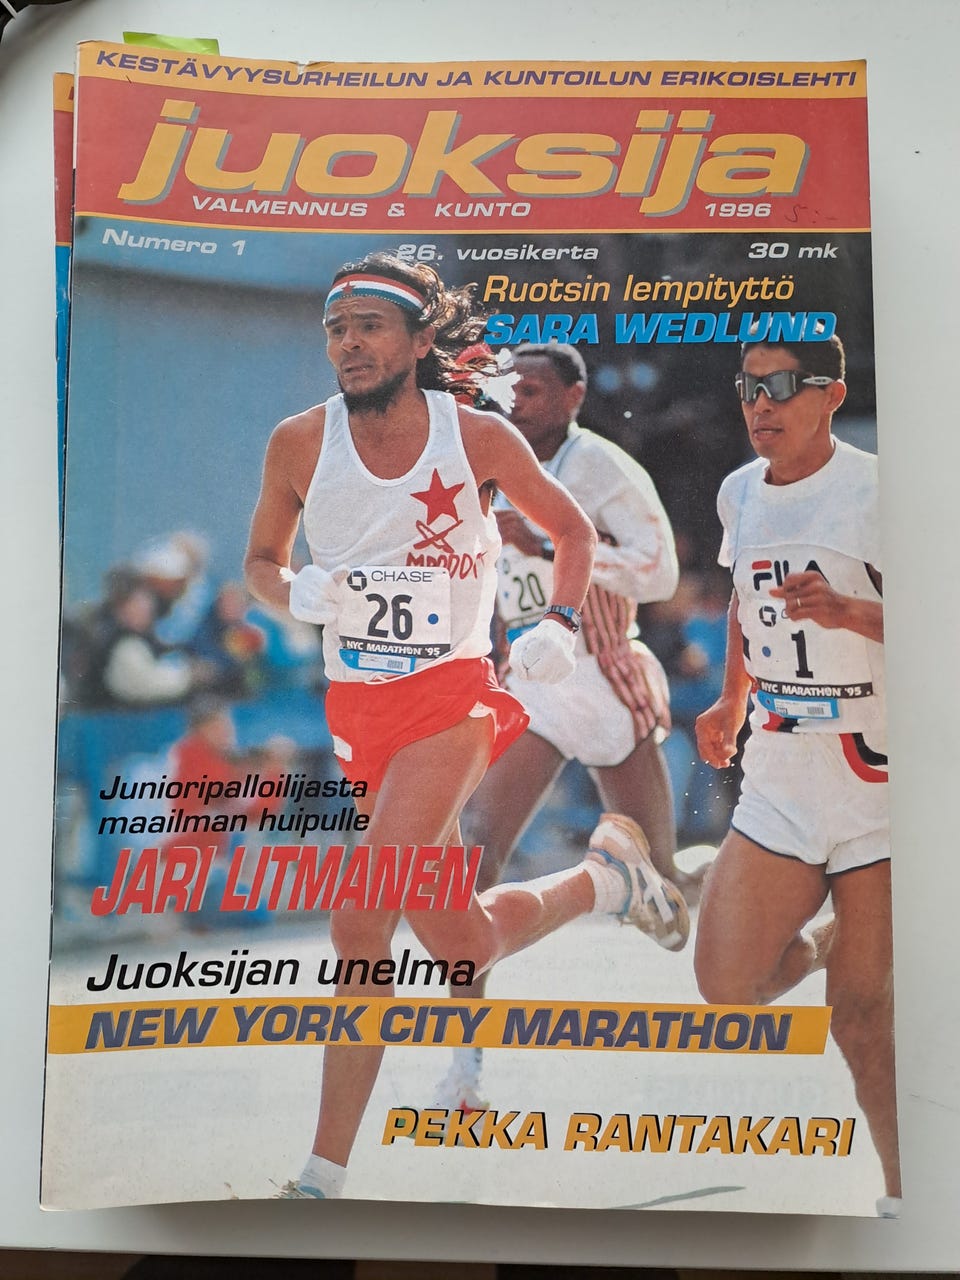 KESTÄVYYSURHEILUN JA KUNTOILUN ERIKOISLEHTI
juoksija
VALMENNUS & KUNTO 1996 5:-
Numero 1 26. vuosikerta 30 mk
Ruotsin lempityttö
SARA WEDLUND
FILA
CHASE
26
NYC MARATHON '95
20
1
NYC MARATHON '95
Junioripalloilijasta
maailman huipulle
JARI LITMANEN
Juoksijan unelma
NEW YORK CITY MARATHON
PEKKA RANTAKARI